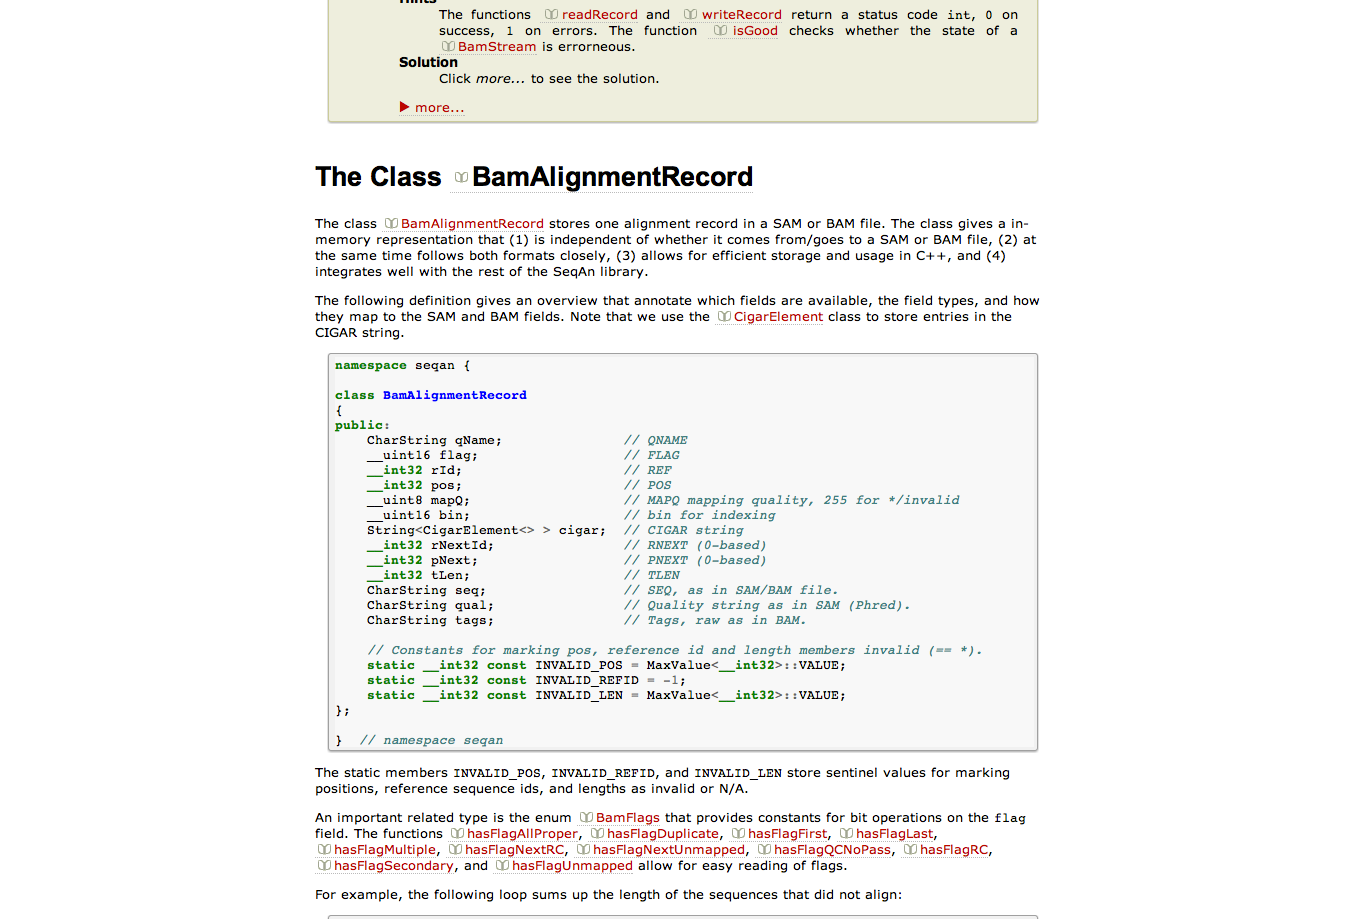 Hints
The functions readRecord and writeRecord return a status code int, 0 on
success, 1 on errors. The function isGood checks whether the state of a
BamStream is errorneous.
Solution
Click more... to see the solution.
more...
The Class BamAlignmentRecord
The class BamAlignmentRecord stores one alignment record in a SAM or BAM file. The class gives a in-
memory representation that (1) is independent of whether it comes from/goes to a SAM or BAM file, (2) at
the same time follows both formats closely, (3) allows for efficient storage and usage in C++, and (4)
integrates well with the rest of the SeqAn library.
The following definition gives an overview that annotate which fields are available, the field types, and how
they map to the SAM and BAM fields. Note that we use the CigarElement class to store entries in the
CIGAR string.
namespace seqan {
class BamAlignmentRecord
{
public:
CharString qName; // QNAME
__uint16 flag; // FLAG
__int32 rId; // REF
__int32 pos; // POS
__uint8 mapQ; // MAPQ mapping quality, 255 for */invalid
__uint16 bin; // bin for indexing
String<CigarElement<> > cigar; // CIGAR string
__int32 rNextId; // RNEXT (0-based)
__int32 pNext; // PNEXT (0-based)
__int32 tLen; // TLEN
CharString seq; // SEQ, as in SAM/BAM file.
CharString qual; // Quality string as in SAM (Phred).
CharString tags; // Tags, raw as in BAM.
// Constants for marking pos, reference id and length members invalid (== *).
static __int32 const INVALID_POS = MaxValue<__int32>::VALUE;
static __int32 const INVALID_REFID = -1;
static __int32 const INVALID_LEN = MaxValue<__int32>::VALUE;
};
} // namespace seqan
The static members INVALID_POS, INVALID_REFID, and INVALID_LEN store sentinel values for marking
positions, reference sequence ids, and lengths as invalid or N/A.
An important related type is the enum BamFlags that provides constants for bit operations on the flag
field. The functions hasFlagAllProper, hasFlagDuplicate, hasFlagFirst, hasFlagLast,
hasFlagMultiple, hasFlagNextRC, hasFlagNextUnmapped, hasFlagQCNoPass, hasFlagRC,
hasFlagSecondary, and hasFlagUnmapped allow for easy reading of flags.
For example, the following loop sums up the length of the sequences that did not align: